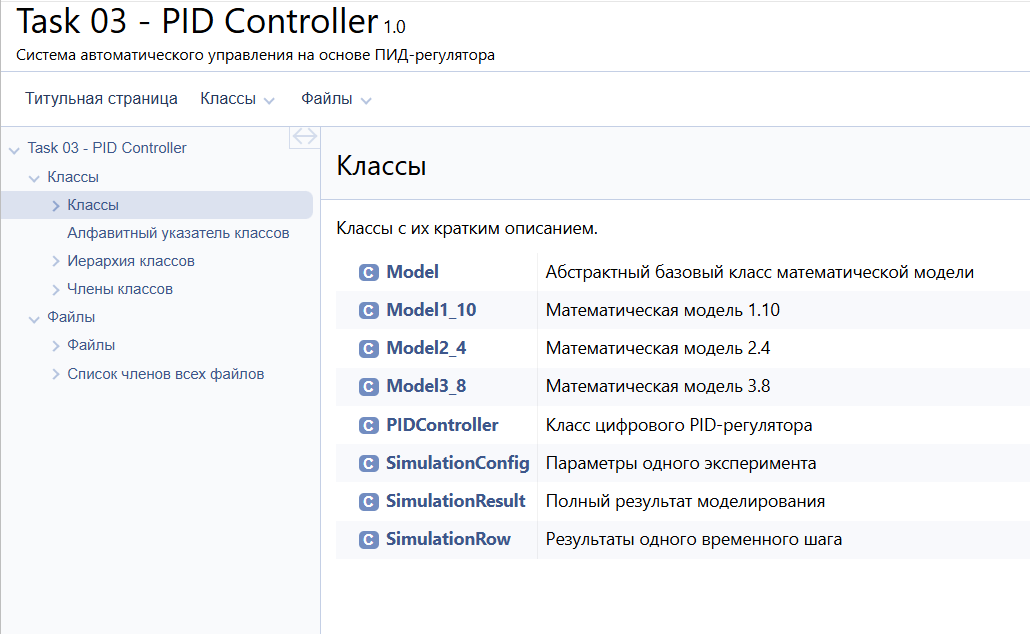 Task 03 - PID Controller 1.0
Система автоматического управления на основе ПИД-регулятора
Титульная страница Классы Файлы
Task 03 - PID Controller
Классы
Классы
Алфавитный указатель классов
Иерархия классов
Члены классов
Файлы
Файлы
Список членов всех файлов
Классы
Классы с их кратким описанием.
C Model Абстрактный базовый класс математической модели
C Model1_10 Математическая модель 1.10
C Model2_4 Математическая модель 2.4
C Model3_8 Математическая модель 3.8
C PIDController Класс цифрового PID-регулятора
C SimulationConfig Параметры одного эксперимента
C SimulationResult Полный результат моделирования
C SimulationRow Результаты одного временного шага